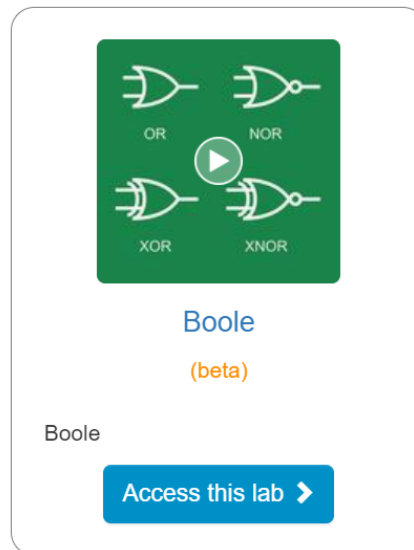 OR NOR
XOR XNOR
Boole
(beta)
Boole
Access this lab